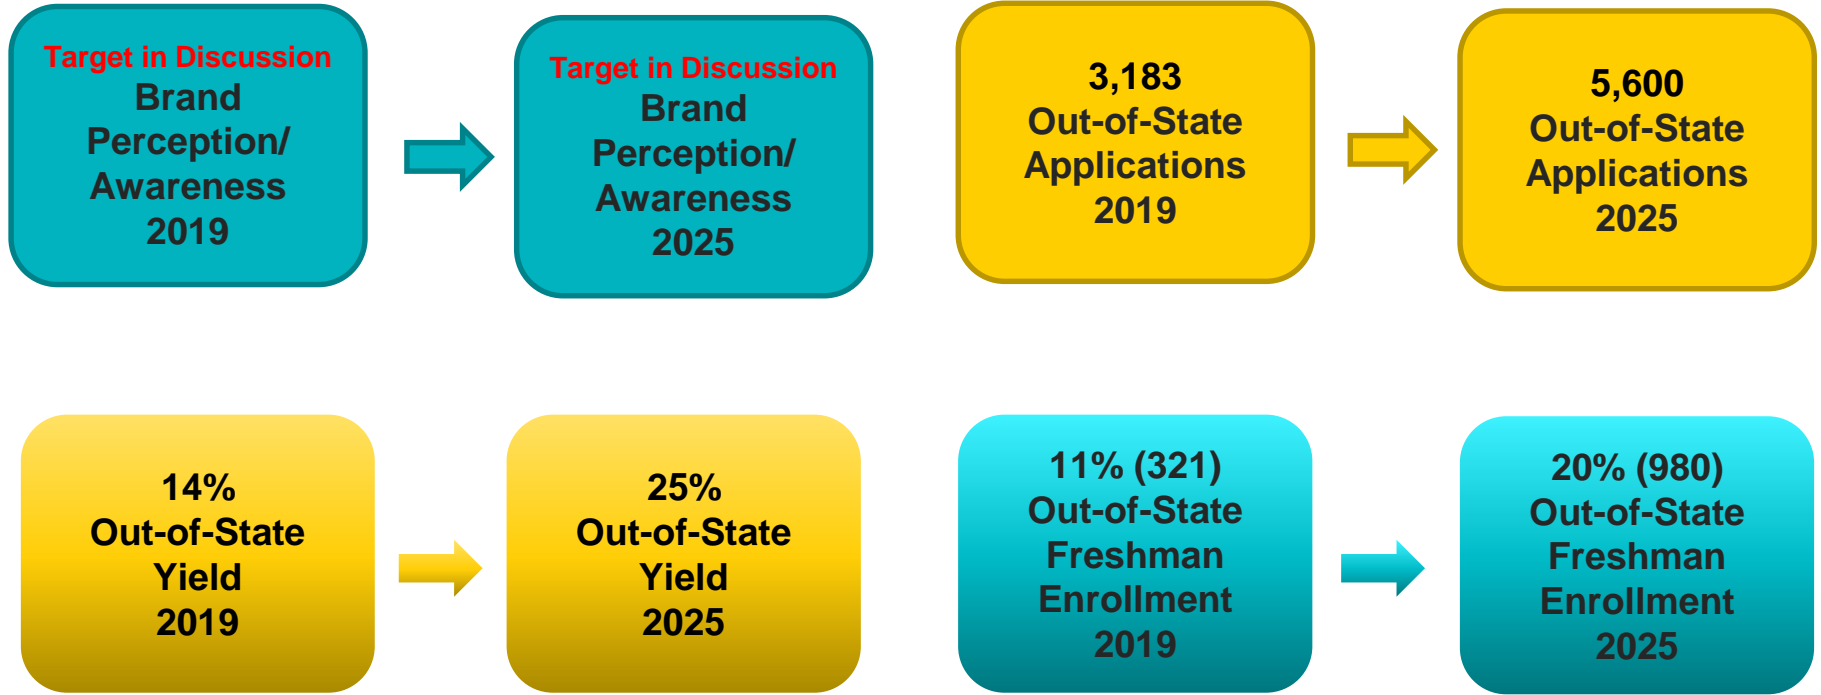 Target in Discussion
Brand
Perception/
Awareness
2019
Target in Discussion
Brand
Perception/
Awareness
2025
3,183
Out-of-State
Applications
2019
5,600
Out-of-State
Applications
2025
14%
Out-of-State
Yield
2019
25%
Out-of-State
Yield
2025
11% (321)
Out-of-State
Freshman
Enrollment
2019
20% (980)
Out-of-State
Freshman
Enrollment
2025